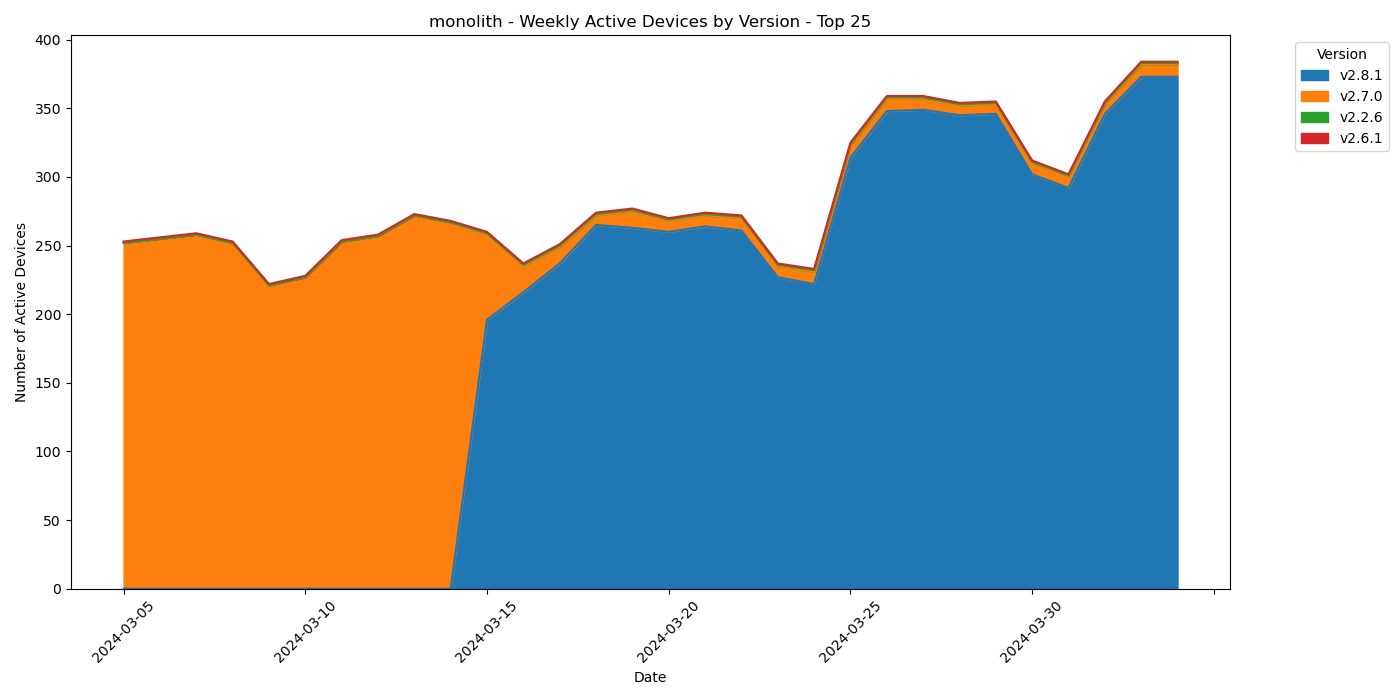 monolith - Weekly Active Devices by Version - Top 25
400
350
300
250
200
150
100
50
0
Number of Active Devices
2024-03-05
2024-03-10
2024-03-15
2024-03-20
2024-03-25
2024-03-30
Date
Version
v2.8.1
v2.7.0
v2.2.6
v2.6.1